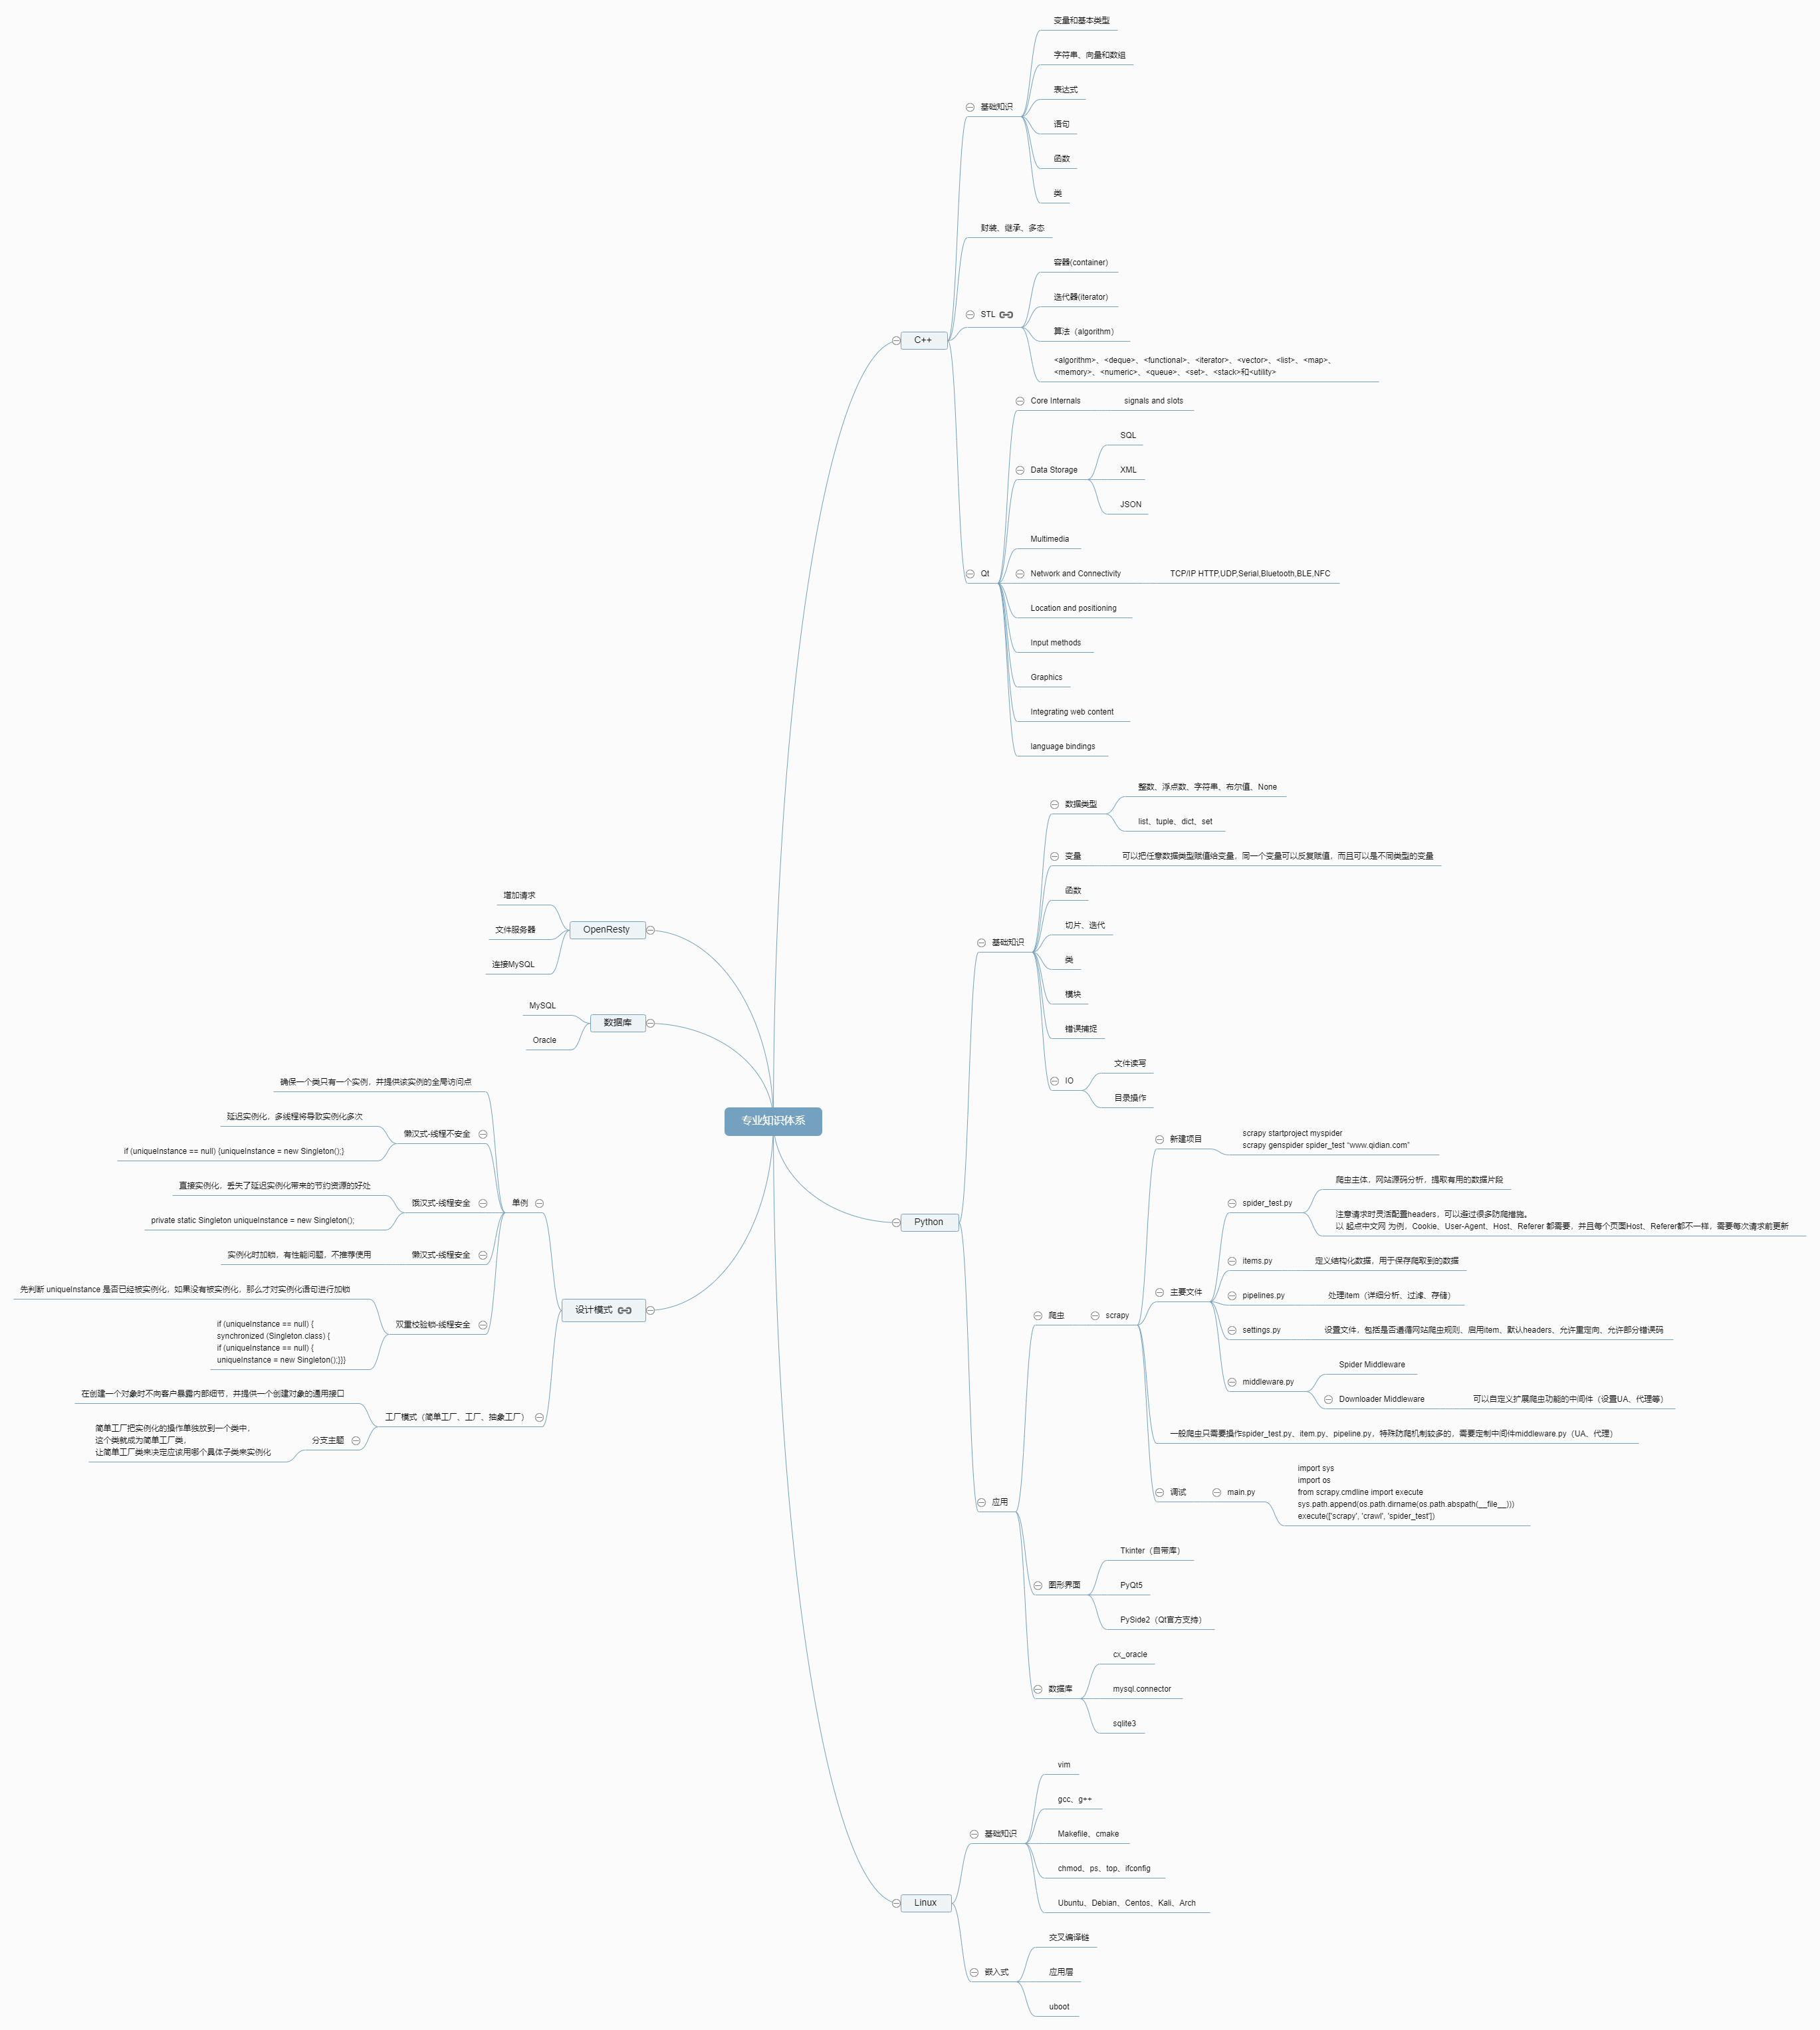 专业知识体系
C++
基础知识
变量和基本类型
字符串、向量和数组
表达式
语句
函数
类
封装、继承、多态
STL
容器(container)
迭代器(iterator)
算法（algorithm）
<algorithm>、<deque>、<functional>、<iterator>、<vector>、<list>、<map>、
<memory>、<numeric>、<queue>、<set>、<stack>和<utility>
Qt
Core Internals
signals and slots
Data Storage
SQL
XML
JSON
Multimedia
Network and Connectivity
TCP/IP HTTP,UDP,Serial,Bluetooth,BLE,NFC
Location and positioning
Input methods
Graphics
Integrating web content
language bindings
Python
基础知识
数据类型
整数、浮点数、字符串、布尔值、None
list、tuple、dict、set
变量
可以把任意数据类型赋值给变量，同一个变量可以反复赋值，而且可以是不同类型的变量
函数
切片、迭代
类
模块
错误捕捉
IO
文件读写
目录操作
应用
爬虫
scrapy
新建项目
scrapy startproject myspider
scrapy genspider spider_test “www.qidian.com”
主要文件
spider_test.py
爬虫主体，网站源码分析，提取有用的数据片段
注意请求时灵活配置headers，可以避过很多防爬措施。
以 起点中文网 为例，Cookie、User-Agent、Host、Referer 都需要，并且每个页面Host、Referer都不一样，需要每次请求前更新
items.py
定义结构化数据，用于保存爬取到的数据
pipelines.py
处理item（详细分析、过滤、存储）
settings.py
设置文件，包括是否遵循网站爬虫规则、启用item、默认headers、允许重定向、允许部分错误码
middleware.py
Spider Middleware
Downloader Middleware
可以自定义扩展爬虫功能的中间件（设置UA、代理等）
一般爬虫只需要操作spider_test.py、item.py、pipeline.py，特殊防爬机制较多的，需要定制中间件middleware.py（UA、代理）
调试
main.py
import sys
import os
from scrapy.cmdline import execute
sys.path.append(os.path.dirname(os.path.abspath(__file__)))
execute(['scrapy', 'crawl', 'spider_test'])
图形界面
Tkinter（自带库）
PyQt5
PySide2（Qt官方支持）
数据库
cx_oracle
mysql.connector
sqlite3
Linux
基础知识
vim
gcc、g++
Makefile、cmake
chmod、ps、top、ifconfig
Ubuntu、Debian、Centos、Kali、Arch
嵌入式
交叉编译链
应用层
uboot
OpenResty
增加请求
文件服务器
连接MySQL
数据库
MySQL
Oracle
设计模式
单例
确保一个类只有一个实例，并提供该实例的全局访问点
懒汉式-线程不安全
延迟实例化，多线程将导致实例化多次
if (uniqueInstance == null) {uniqueInstance = new Singleton();}
饿汉式-线程安全
直接实例化，丢失了延迟实例化带来的节约资源的好处
private static Singleton uniqueInstance = new Singleton();
懒汉式-线程安全
实例化时加锁，有性能问题，不推荐使用
双重校验锁-线程安全
先判断 uniqueInstance 是否已经被实例化，如果没有被实例化，那么才对实例化语句进行加锁
if (uniqueInstance == null) {
synchronized (Singleton.class) {
if (uniqueInstance == null) {
uniqueInstance = new Singleton();}}}
工厂模式（简单工厂、工厂、抽象工厂）
在创建一个对象时不向客户暴露内部细节，并提供一个创建对象的通用接口
分支主题
简单工厂把实例化的操作单独放到一个类中，
这个类就成为简单工厂类，
让简单工厂类来决定应该用哪个具体子类来实例化